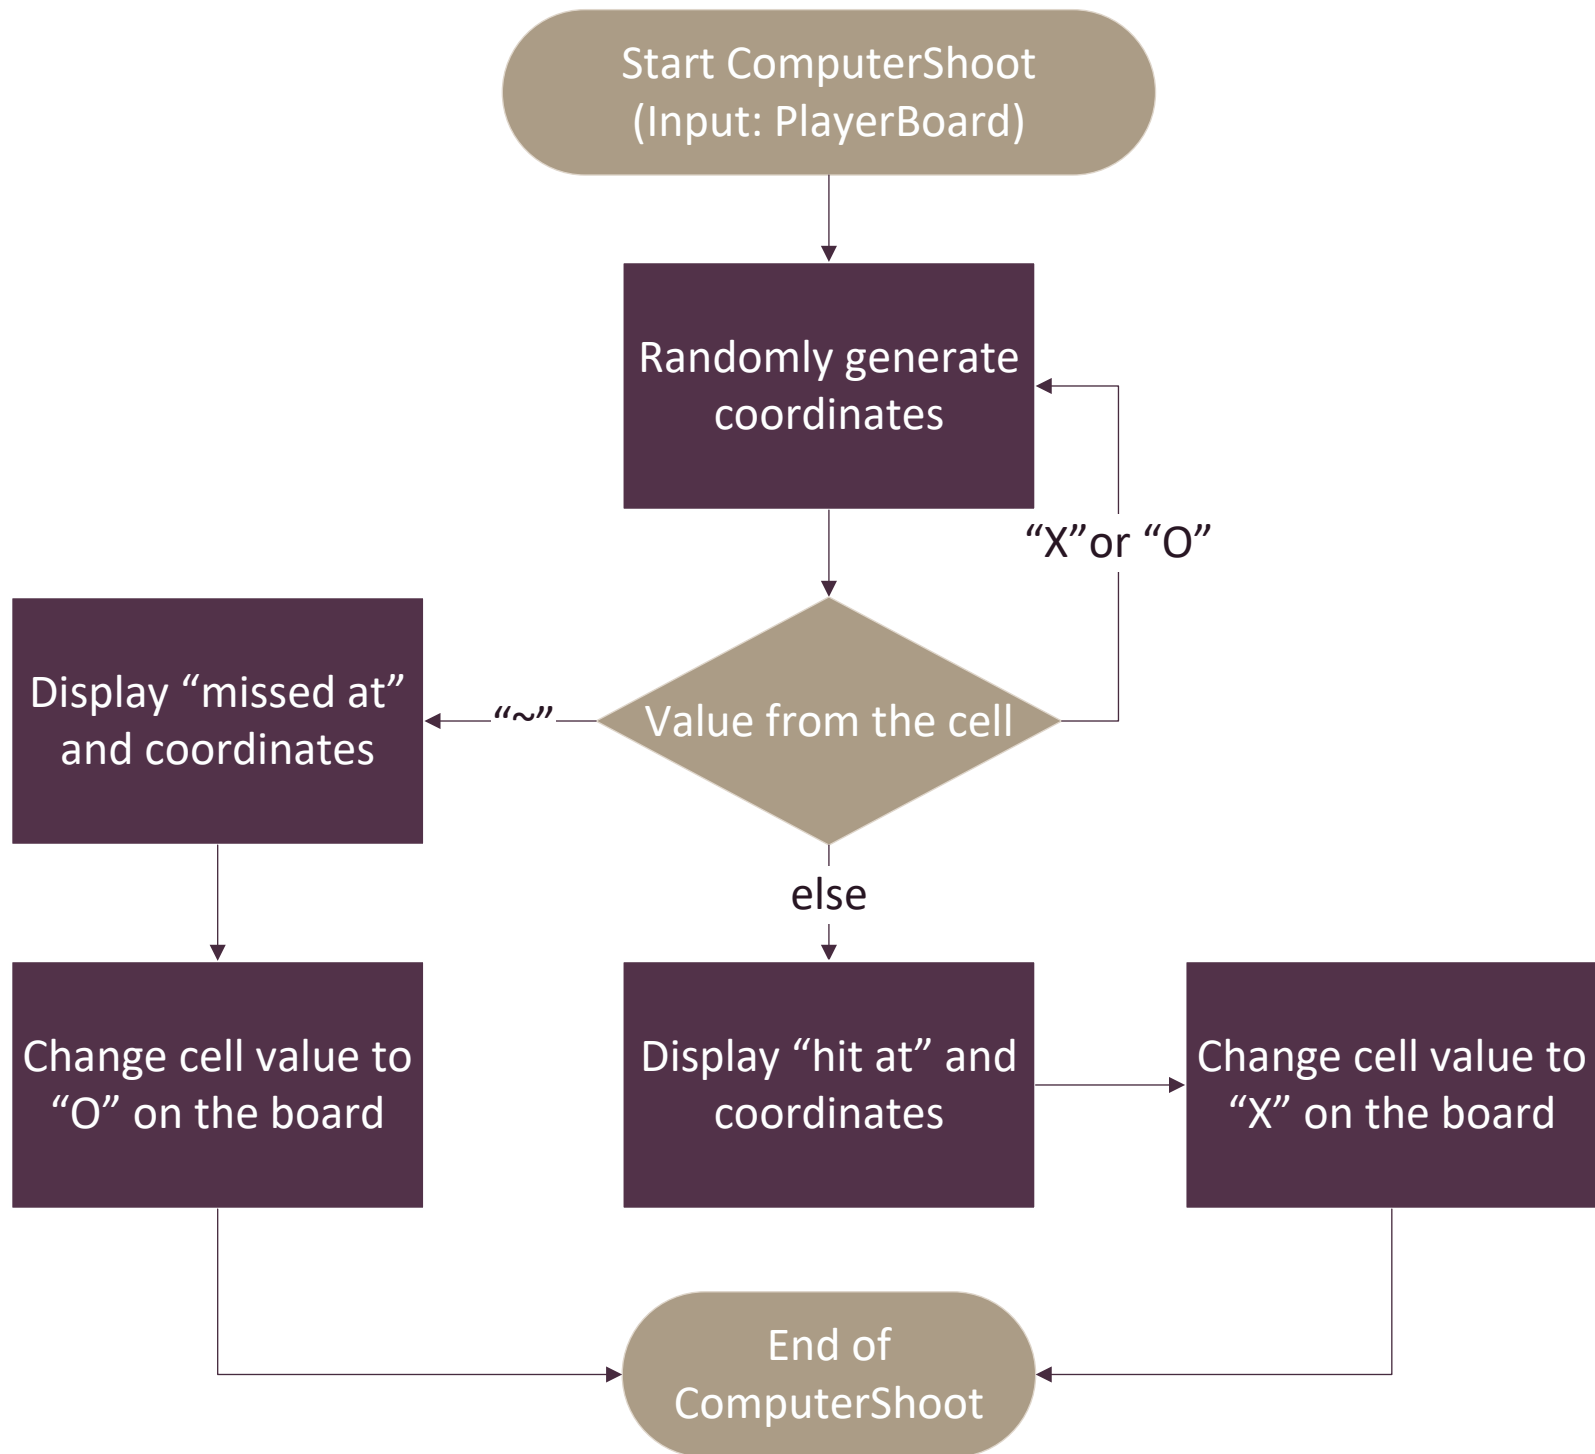 Start ComputerShoot
(Input: PlayerBoard)
Randomly generate
coordinates
“X”or “O”
Value from the cell
“~”
Display “missed at”
and coordinates
else
Change cell value to
“O” on the board
Display “hit at” and
coordinates
Change cell value to
“X” on the board
End of
ComputerShoot